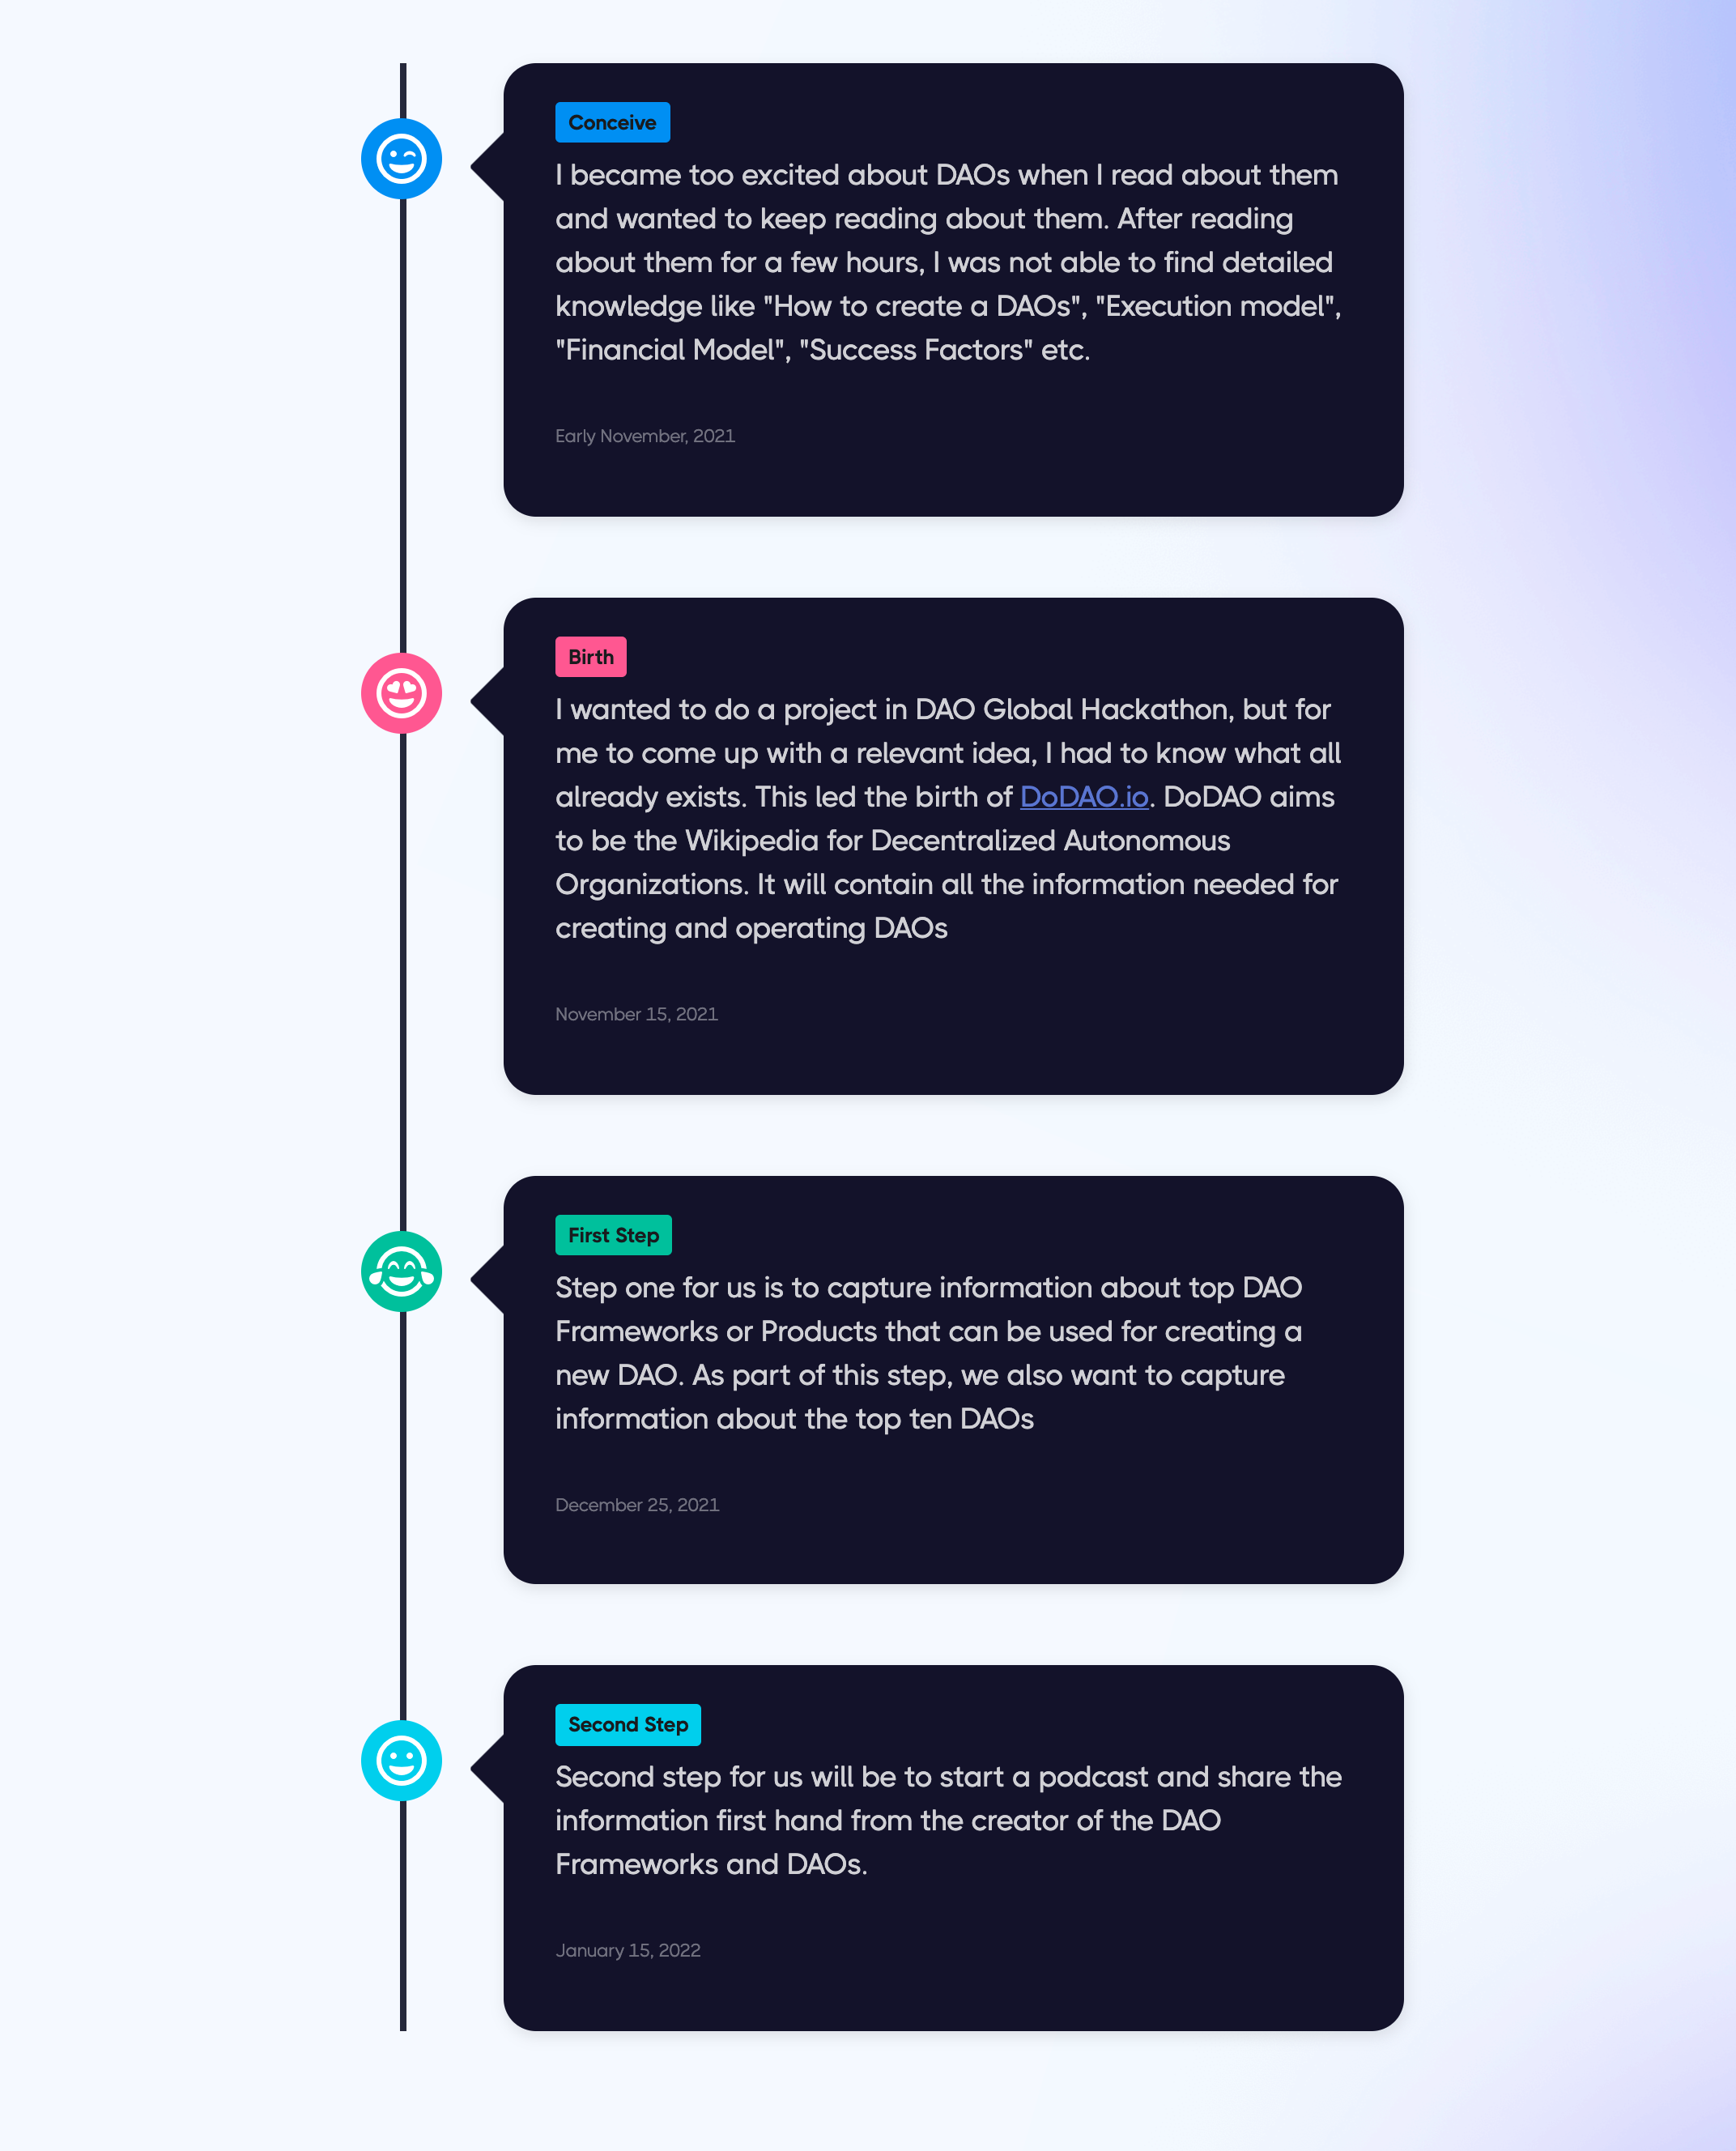 Conceive
I became too excited about DAOs when I read about them
and wanted to keep reading about them. After reading
about them for a few hours, I was not able to find detailed
knowledge like "How to create a DAOs", "Execution model",
"Financial Model", "Success Factors" etc.
Early November, 2021
Birth
I wanted to do a project in DAO Global Hackathon, but for
me to come up with a relevant idea, I had to know what all
already exists. This led the birth of DoDAO.io. DoDAO aims
to be the Wikipedia for Decentralized Autonomous
Organizations. It will contain all the information needed for
creating and operating DAOs
November 15, 2021
First Step
Step one for us is to capture information about top DAO
Frameworks or Products that can be used for creating a
new DAO. As part of this step, we also want to capture
information about the top ten DAOs
December 25, 2021
Second Step
Second step for us will be to start a podcast and share the
information first hand from the creator of the DAO
Frameworks and DAOs.
January 15, 2022